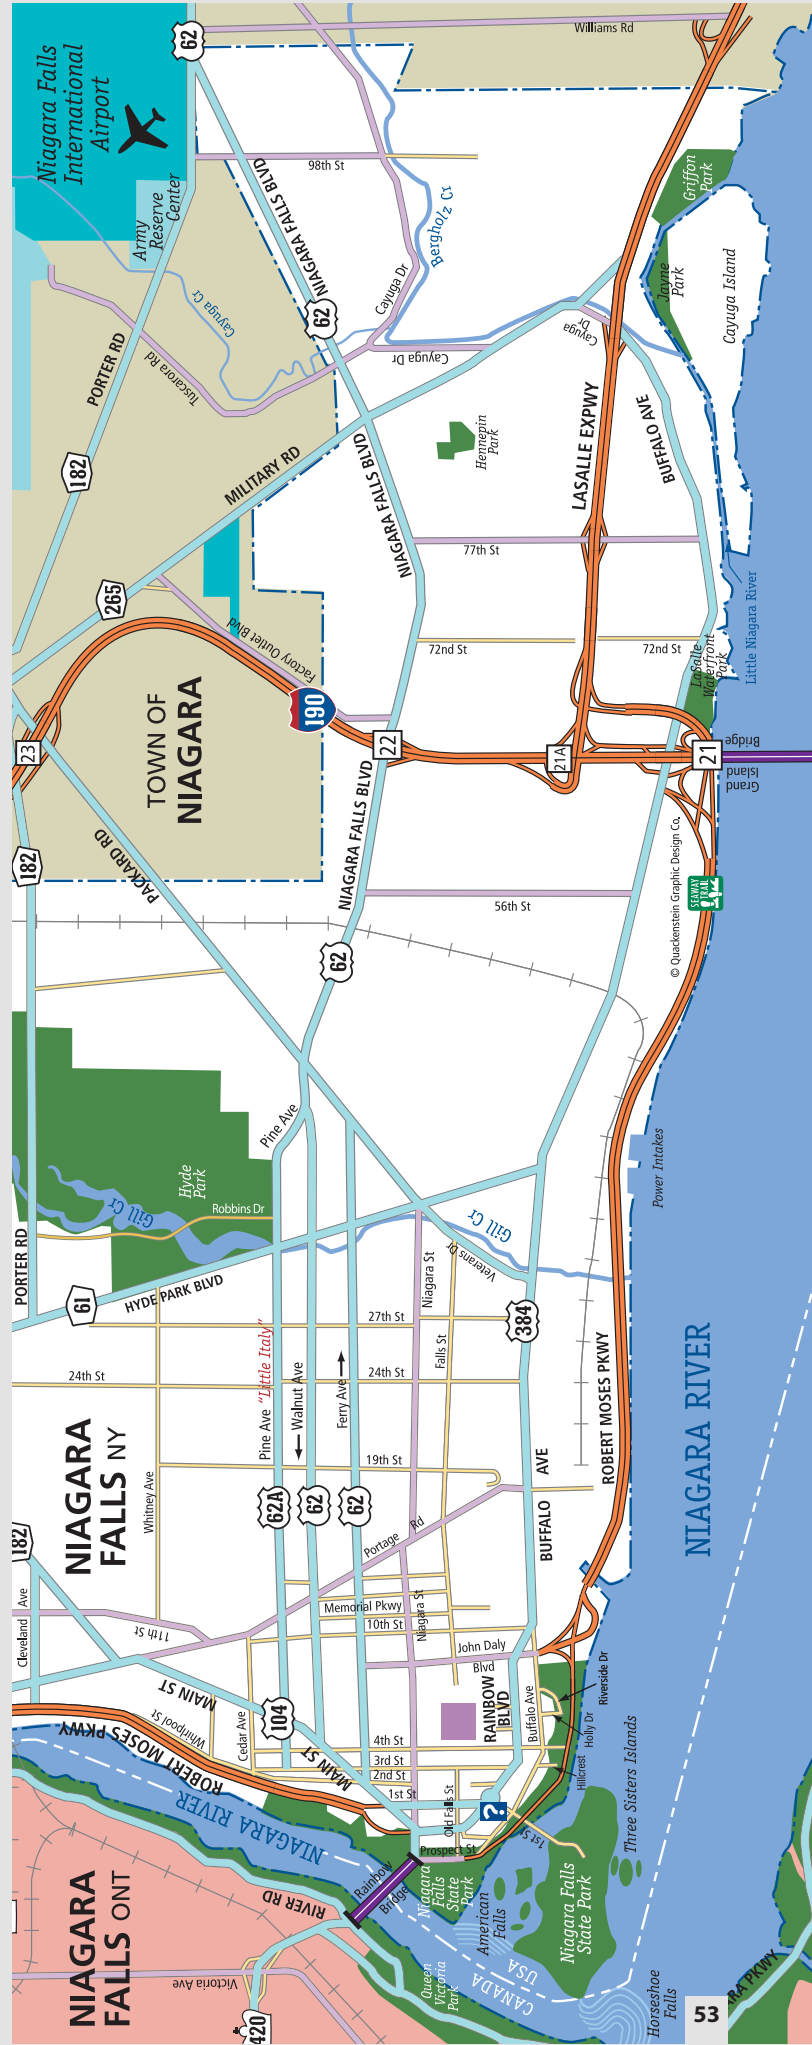 62
Williams Rd
Niagara Falls
International
Airport
98th St
NIAGARA FALLS BLVD
Army
Reserve
Center
Griffon
Park
Bergholz Cr
Cayuga Dr
62
Jayne
Park
Cayuga Island
Cayuga Cr
PORTER RD
Tuscarora Rd
Cayuga Dr
Cayuga
Dr
182
MILITARY RD
Hennepin
Park
LASALLE EXPWY
BUFFALO AVE
NIAGARA FALLS BLVD
77th St
265
Factory Outlet Blvd
72nd St
72nd St
LaSalle
Waterfront
Park
Little Niagara River
190
TOWN OF
NIAGARA
23
22
21A
21
Grand
Island
Bridge
182
PACKARD RD
NIAGARA FALLS BLVD
56th St
© Quackenstein Graphic Design Co.
SEAWAY
TRAIL
62
Pine Ave
Hyde
Park
Gill Cr
Robbins Dr
Power Intakes
PORTER RD
61
HYDE PARK BLVD
Gill Cr
Veterans Dr
Niagara St
Falls St
27th St
384
24th St
24th St
Pine Ave "Little Italy"
Walnut Ave
Ferry Ave
NIAGARA RIVER
ROBERT MOSES PKWY
NIAGARA
FALLS NY
Whitney Ave
19th St
BUFFALO AVE
182
62A
62
62
Portage Rd
Cleveland Ave
11th St
Memorial Pkwy
10th St
Niagara St
John Daly
Blvd
MAIN ST
Whirlpool St
ROBERT MOSES PKWY
104
Cedar Ave
MAIN ST
4th St
3rd St
2nd St
1st St
RAINBOW
BLVD
Buffalo Ave
Riverside Dr
Holly Dr
Hillcrest
Old Falls St
?
1st St
Prospect St
Three Sisters Islands
NIAGARA RIVER
NIAGARA
FALLS ONT
RIVER RD
Rainbow
Bridge
Niagara
Falls
State
Park
American
Falls
Niagara Falls
State Park
USA
CANADA
Queen
Victoria
Park
Victoria Ave
420
Horseshoe
Falls
ARA PKWY
53